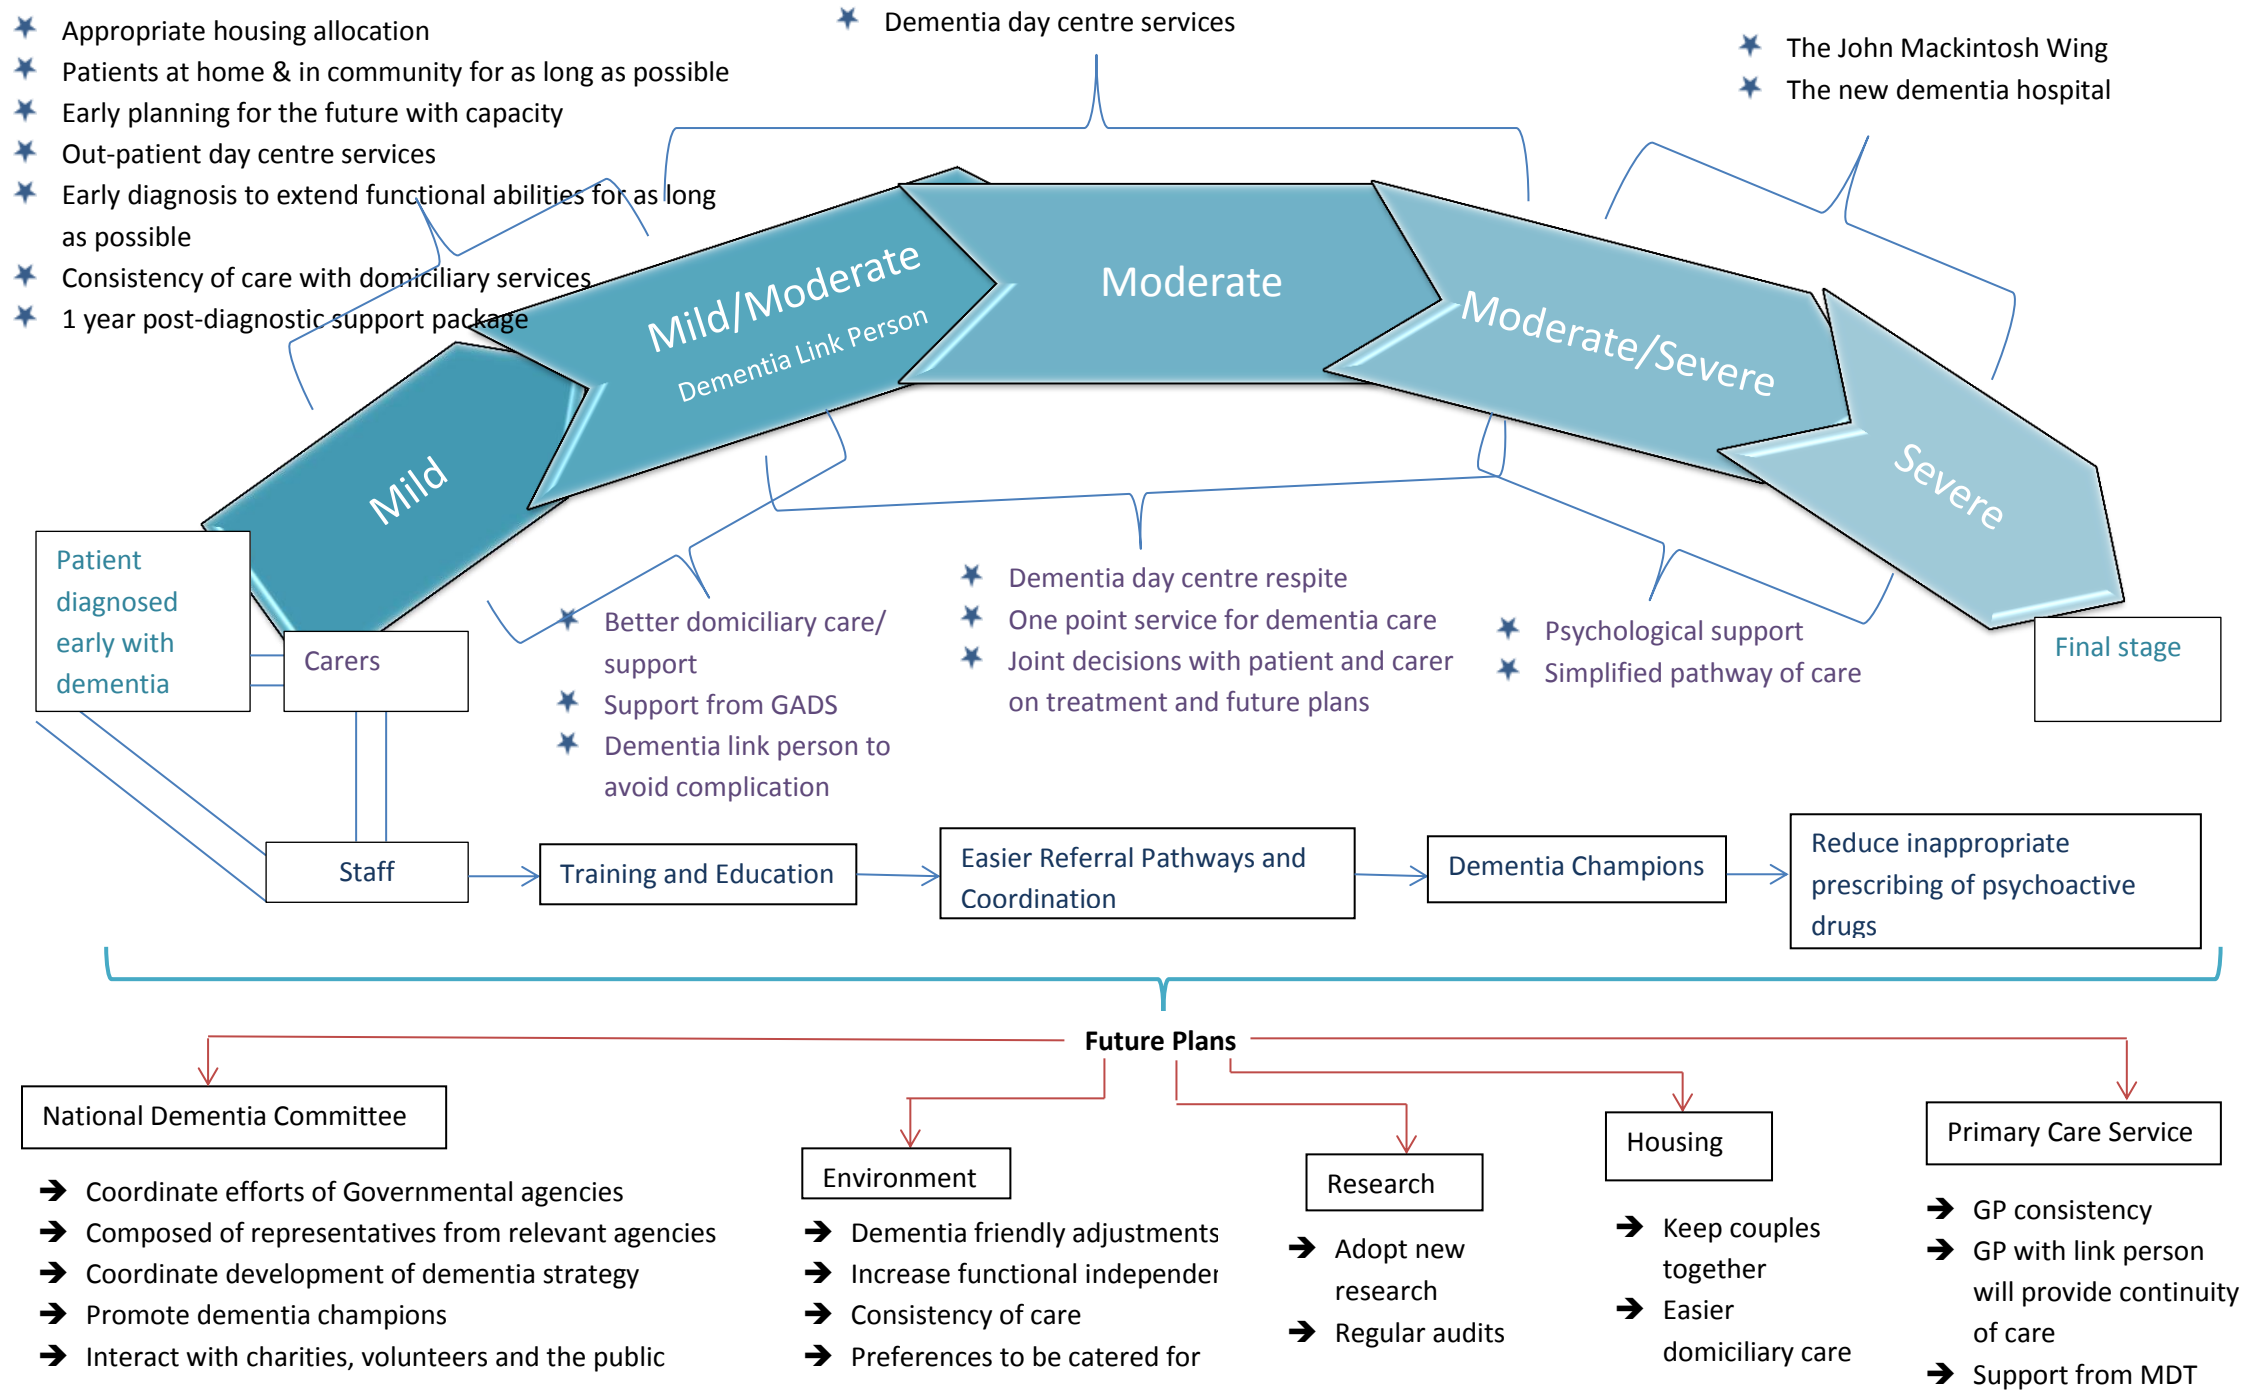 Appropriate housing allocation
Patients at home & in community for as long as possible
Early planning for the future with capacity
Out-patient day centre services
Early diagnosis to extend functional abilities for as long
as possible
Consistency of care with domiciliary services
1 year post-diagnostic support package
Dementia day centre services
The John Mackintosh Wing
The new dementia hospital
Mild
Mild/Moderate
Dementia Link Person
Moderate
Moderate/Severe
Severe
Patient
diagnosed
early with
dementia
Carers
Better domiciliary care/
support
Support from GADS
Dementia link person to
avoid complication
Dementia day centre respite
One point service for dementia care
Joint decisions with patient and carer
on treatment and future plans
Psychological support
Simplified pathway of care
Final stage
Staff
Training and Education
Easier Referral Pathways and
Coordination
Dementia Champions
Reduce inappropriate
prescribing of psychoactive
drugs
Future Plans
National Dementia Committee
Coordinate efforts of Governmental agencies
Composed of representatives from relevant agencies
Coordinate development of dementia strategy
Promote dementia champions
Interact with charities, volunteers and the public
Environment
Dementia friendly adjustments
Increase functional independen
Consistency of care
Preferences to be catered for
Research
Adopt new
research
Regular audits
Housing
Keep couples
together
Easier
domiciliary care
Primary Care Service
GP consistency
GP with link person
will provide continuity
of care
Support from MDT